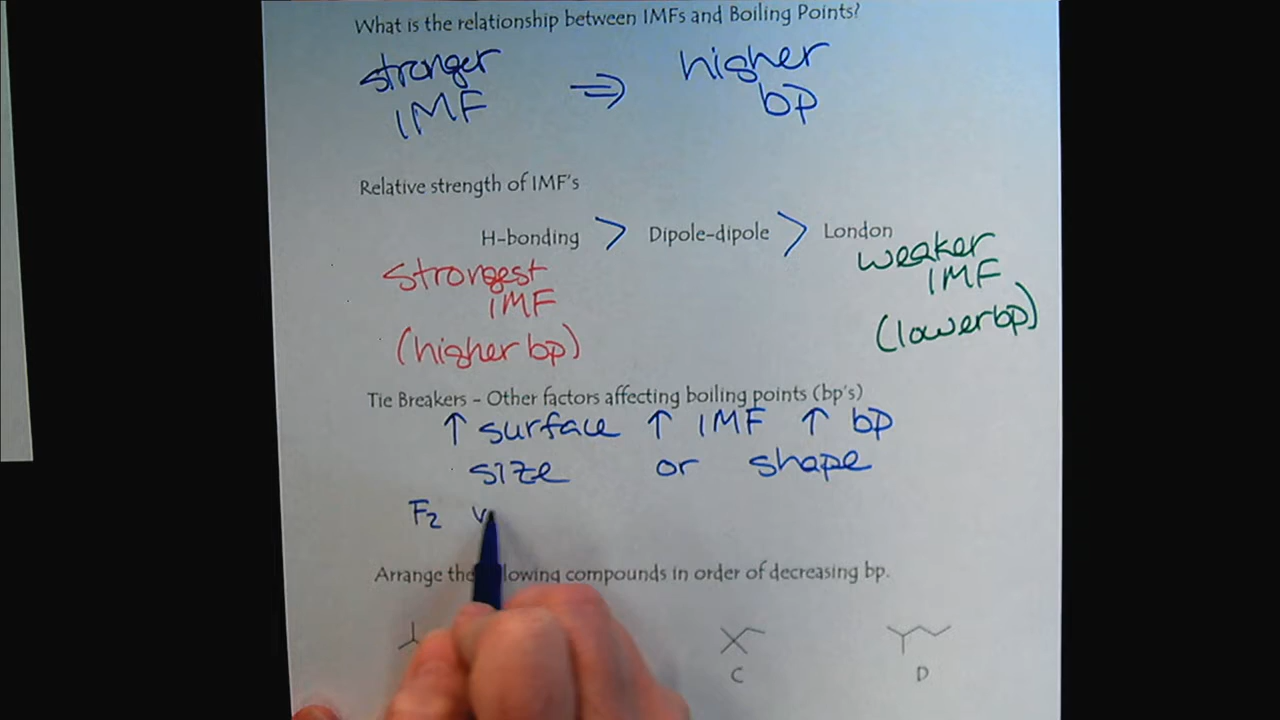 What is the relationship between IMFs and Boiling Points?
stronger IMF ⇒ higher bp
Relative strength of IMF's
H-bonding > Dipole-dipole > London
strongest IMF (higher bp)
weaker IMF (lower bp)
Tie Breakers - Other factors affecting boiling points (bp's)
↑ surface ↑ IMF ↑ bp
size or shape
F₂ v
Arrange the lowing compounds in order of decreasing bp.
C D